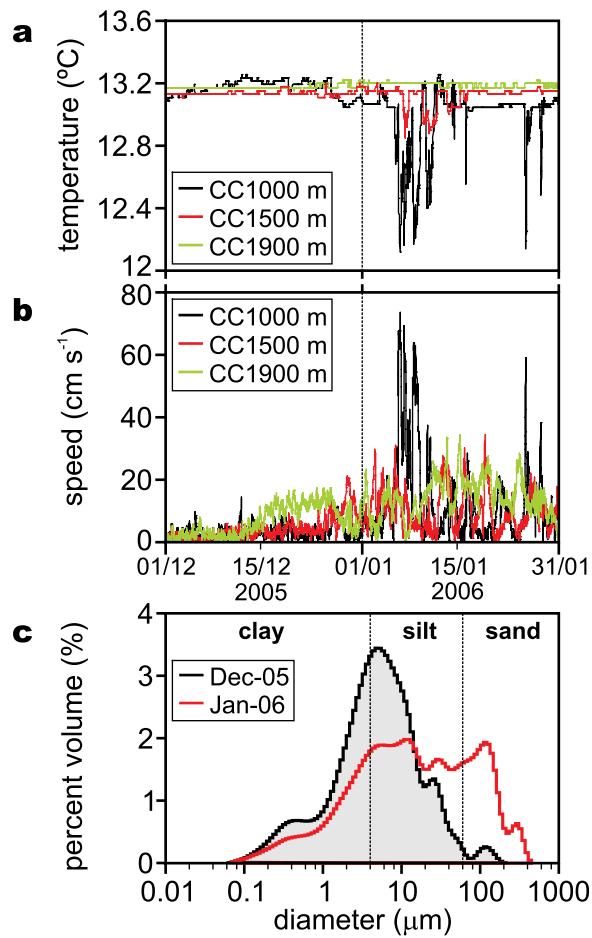 a
temperature (ºC)
13.6
13.2
12.8
12.4
12
CC1000 m
CC1500 m
CC1900 m
b
speed (cm s-1)
80
60
40
20
0
CC1000 m
CC1500 m
CC1900 m
01/12 15/12 01/01 15/01 31/01
2005 2006
c
percent volume (%)
4
3
2
1
0
clay silt sand
Dec-05
Jan-06
0.01 0.1 1 10 100 1000
diameter (μm)